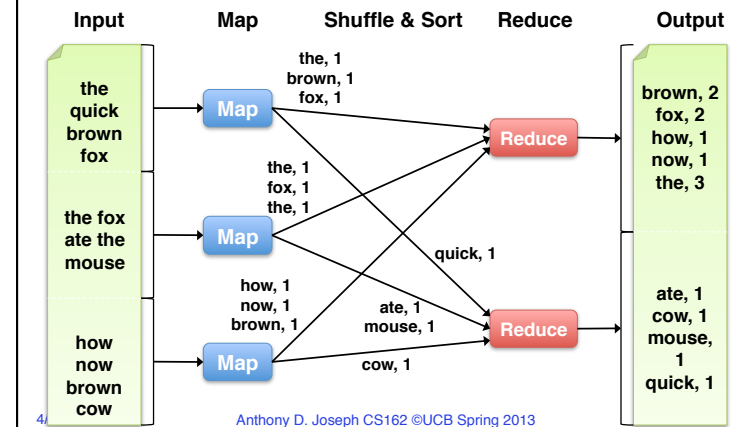 Input Map Shuffle & Sort Reduce Output
the
quick
brown
fox
the fox
ate the
mouse
how
now
brown
cow
Map
Map
Map
the, 1
brown, 1
fox, 1
the, 1
fox, 1
the, 1
how, 1
now, 1
brown, 1
quick, 1
ate, 1
mouse, 1
cow, 1
Reduce
Reduce
brown, 2
fox, 2
how, 1
now, 1
the, 3
ate, 1
cow, 1
mouse,
1
quick, 1
4/
Anthony D. Joseph CS162 ©UCB Spring 2013